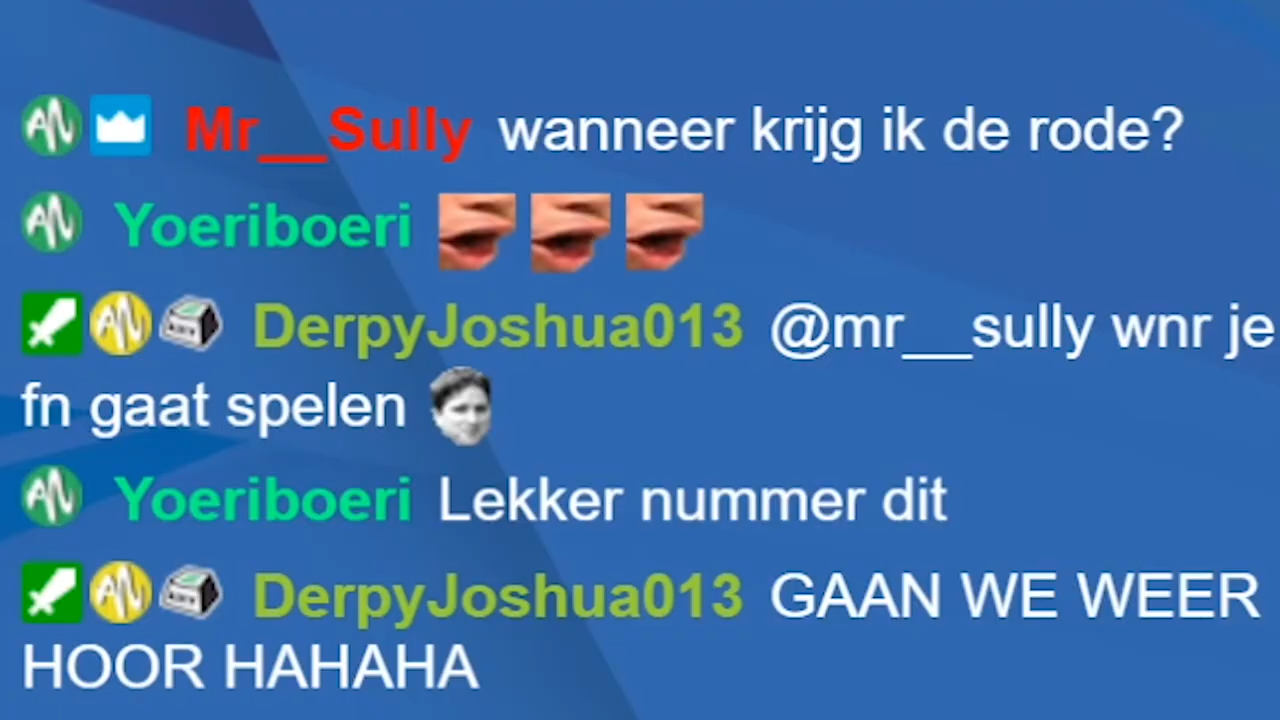 Mr__Sully wanneer krijg ik de rode?
Yoeriboeri
DerpyJoshua013 @mr__sully wnr je
fn gaat spelen
Yoeriboeri Lekker nummer dit
DerpyJoshua013 GAAN WE WEER
HOOR HAHAHA